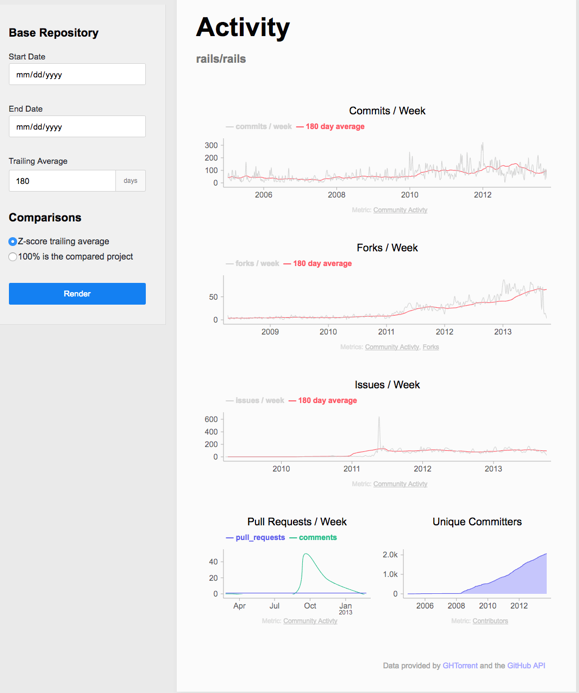 Base Repository
Start Date
mm/dd/yyyy
End Date
mm/dd/yyyy
Trailing Average
180 days
Comparisons
Z-score trailing average
100% is the compared project
Render
Activity
rails/rails
Commits / Week
— commits / week — 180 day average
300
200
100
0
2006 2008 2010 2012
Metric: Community Activity
Forks / Week
— forks / week — 180 day average
50
0
2009 2010 2011 2012 2013
Metrics: Community Activity, Forks
Issues / Week
— Issues / week — 180 day average
600
400
200
0
2010 2011 2012 2013
Metric: Community Activity
Pull Requests / Week
— pull_requests — comments
40
20
0
Apr Jul Oct Jan
2013
Metric: Community Activity
Unique Committers
2.0k
1.0k
0
2006 2008 2010 2012
Metric: Contributors
Data provided by GHTorrent and the GitHub API